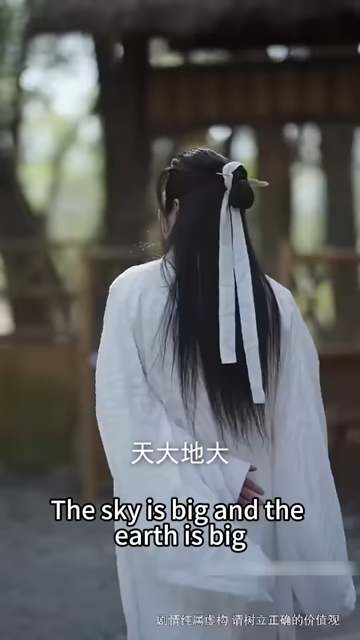 天大地大
The sky is big and the
earth is big
剧情纯属虚构 请树立正确的价值观